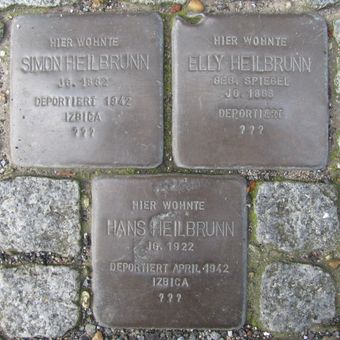 HIER WOHNTE
SIMON HEILBRUNN
JG. 1882
DEPORTIERT 1942
IZBICA
???
HIER WOHNTE
ELLY HEILBRUNN
GEB. SPIEGEL
JG. 1888
DEPORTIERT
???
HIER WOHNTE
HANS HEILBRUNN
JG. 1922
DEPORTIERT APRIL 1942
IZBICA
???